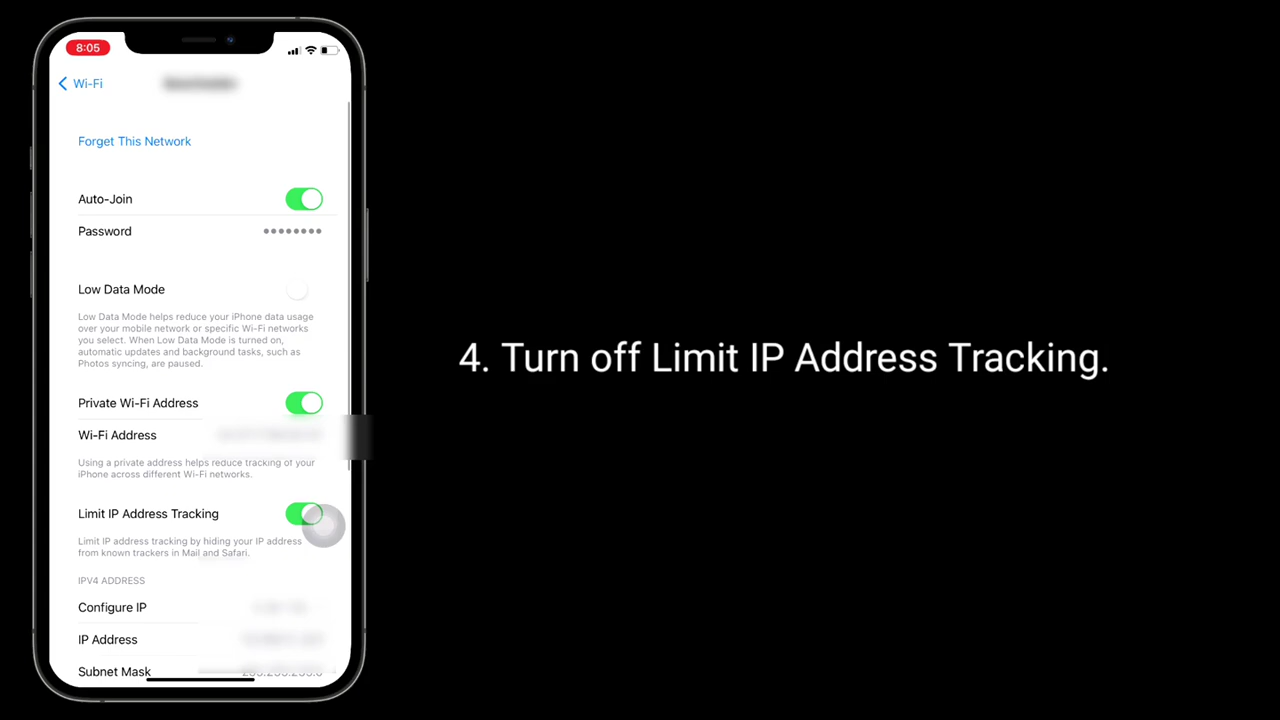 8:05
Wi-Fi
Forget This Network
Auto-Join
Password
Low Data Mode
Low Data Mode helps reduce your iPhone data usage
over your mobile network or specific Wi-Fi networks
you select. When Low Data Mode is turned on,
automatic updates and background tasks, such as
Photos syncing, are paused.
Private Wi-Fi Address
Wi-Fi Address
Using a private address helps reduce tracking of your
iPhone across different Wi-Fi networks.
Limit IP Address Tracking
Limit IP address tracking by hiding your IP address
from known trackers in Mail and Safari.
IPV4 ADDRESS
Configure IP
IP Address
Subnet Mask
4. Turn off Limit IP Address Tracking.